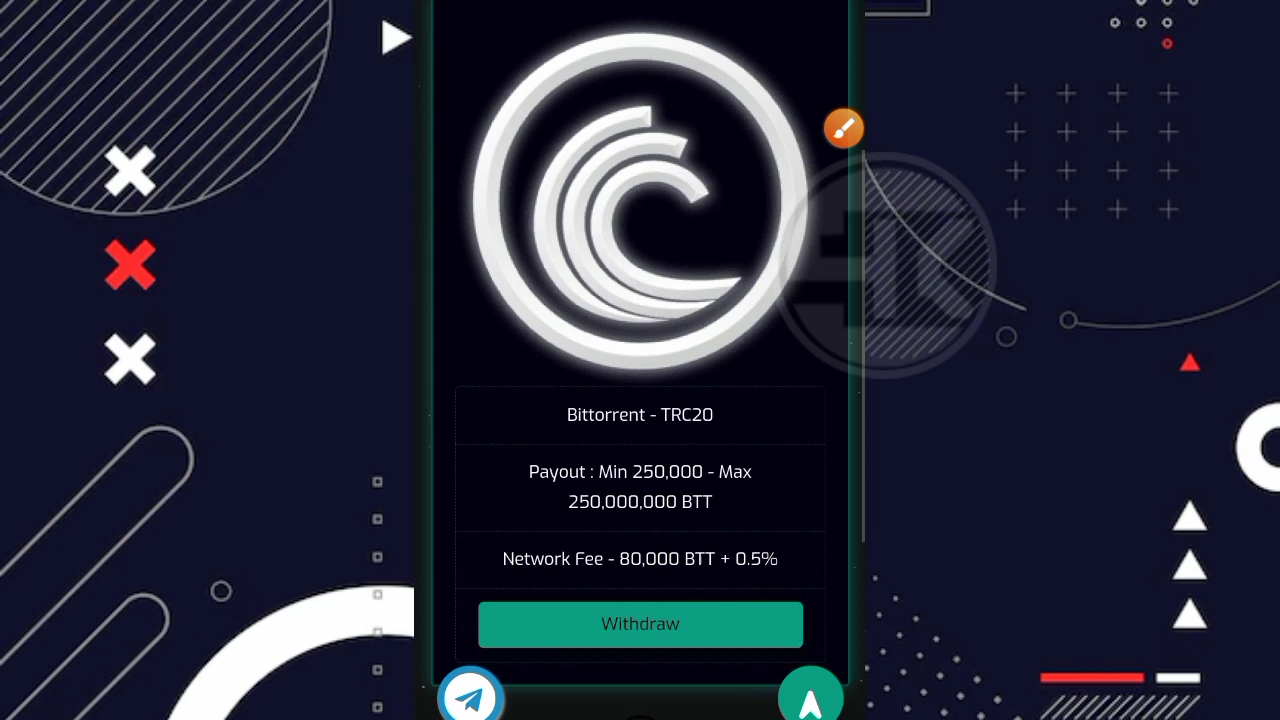 Bittorrent - TRC20
Payout : Min 250,000 - Max
250,000,000 BTT
Network Fee - 80,000 BTT + 0.5%
Withdraw